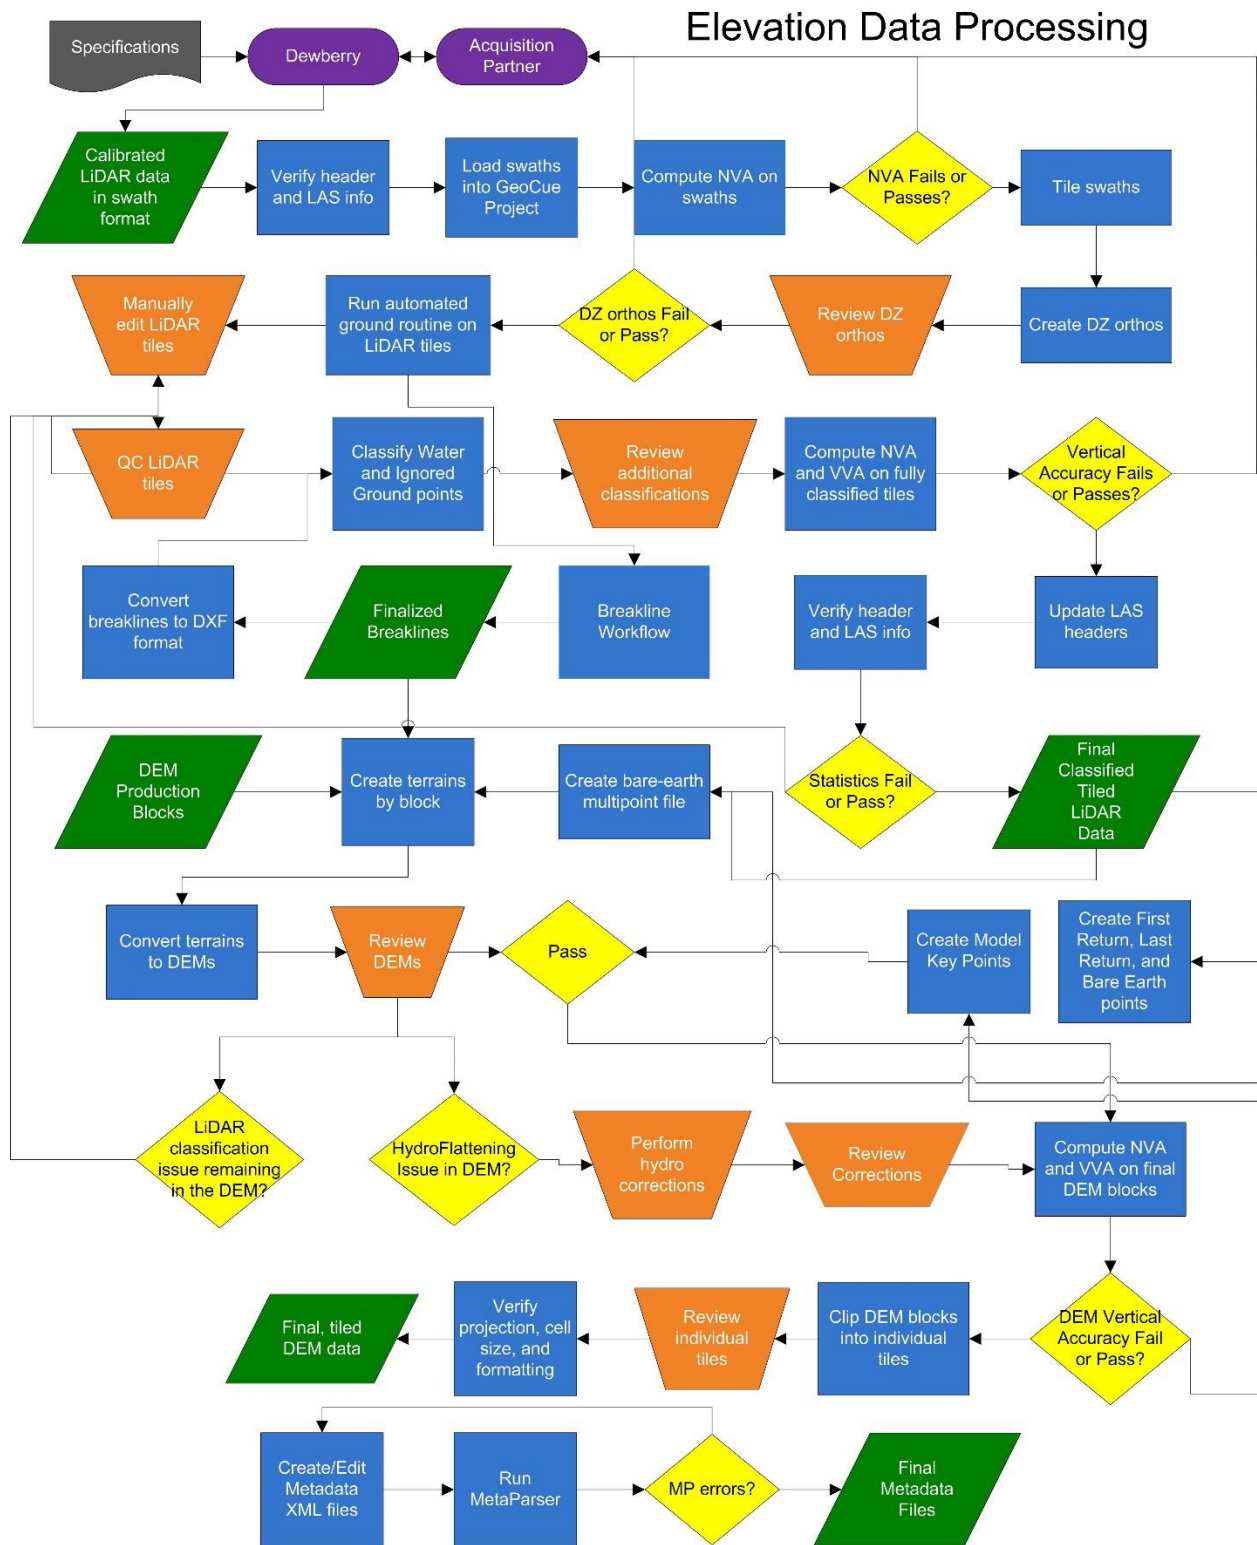 Elevation Data Processing
Specifications
Dewberry
Acquisition
Partner
Calibrated
LiDAR data
in swath
format
Verify header
and LAS info
Load swaths
into GeoCue
Project
Compute NVA on
swaths
NVA Fails or
Passes?
Tile swaths
Manually
edit LiDAR
tiles
Run automated
ground routine on
LiDAR tiles
DZ orthos Fail
or Pass?
Review DZ
orthos
Create DZ orthos
QC LiDAR
tiles
Classify Water
and Ignored
Ground points
Review
additional
classifications
Compute NVA
and VVA on fully
classified tiles
Vertical
Accuracy Fails
or Passes?
Convert
breaklines to DXF
format
Finalized
Breaklines
Breakline
Workflow
Verify header
and LAS info
Update LAS
headers
DEM
Production
Blocks
Create terrains
by block
Create bare-earth
multipoint file
Statistics Fail
or Pass?
Final
Classified
Tiled
LiDAR
Data
Convert terrains
to DEMs
Review
DEMs
Pass
Create Model
Key Points
Create First
Return, Last
Return, and
Bare Earth
points
LiDAR
classification
issue remaining
in the DEM?
HydroFlattening
Issue in DEM?
Perform
hydro
corrections
Review
Corrections
Compute NVA
and VVA on final
DEM blocks
Final, tiled
DEM data
Verify
projection, cell
size, and
formatting
Review
individual
tiles
Clip DEM blocks
into individual
tiles
DEM Vertical
Accuracy Fail
or Pass?
Create/Edit
Metadata
XML files
Run
MetaParser
MP errors?
Final
Metadata
Files